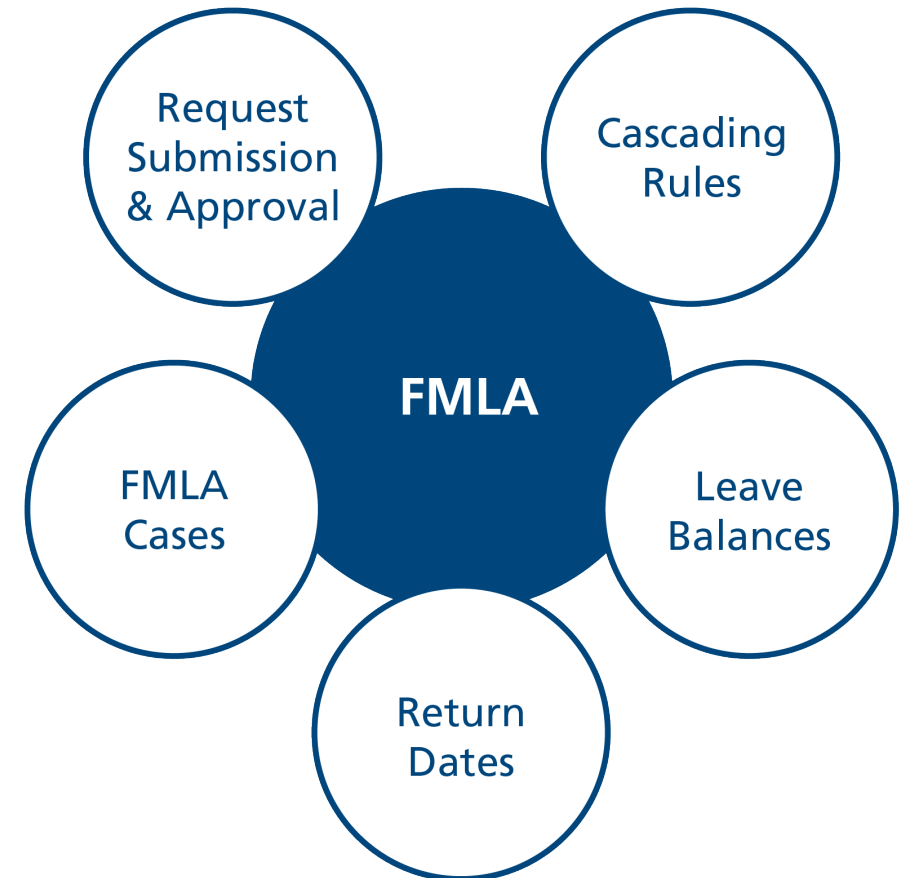 Request
Submission
& Approval
Cascading
Rules
FMLA
FMLA
Cases
Leave
Balances
Return
Dates